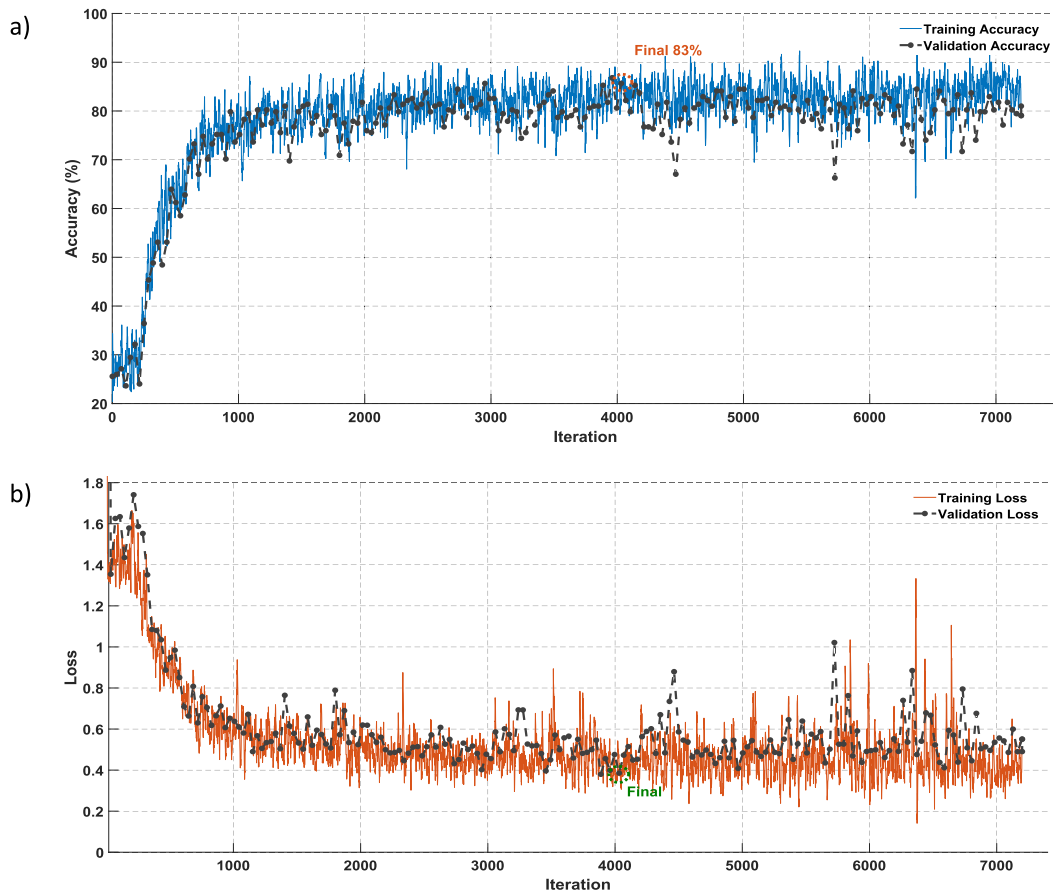 a)
100
90
80
70
60
50
40
30
20
Accuracy (%)
Final 83%
Training Accuracy
Validation Accuracy
0 1000 2000 3000 4000 5000 6000 7000
Iteration
b)
1.8
1.6
1.4
1.2
1
0.8
0.6
0.4
0.2
0
Loss
Training Loss
Validation Loss
Final
1000 2000 3000 4000 5000 6000 7000
Iteration